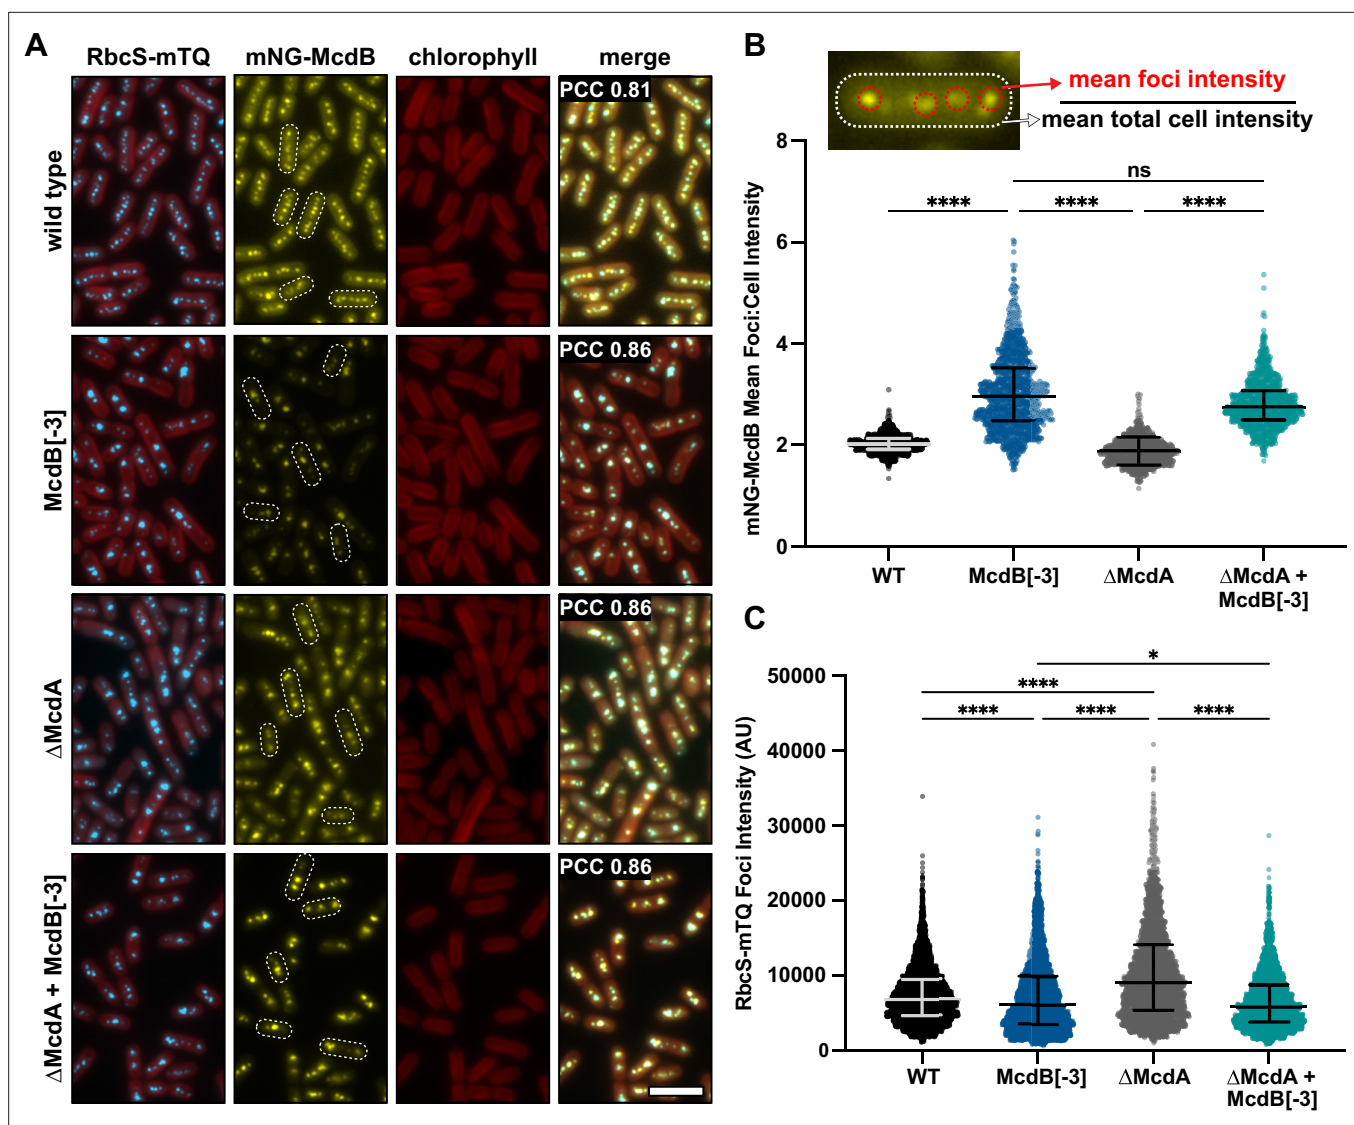 A
RbcS-mTQ mNG-McdB chlorophyll merge
wild type
PCC 0.81
McdB[-3]
PCC 0.86
ΔMcdA
PCC 0.86
ΔMcdA + McdB[-3]
PCC 0.86
B
mean foci intensity
mean total cell intensity
mNG-McdB Mean Foci:Cell Intensity
8
6
4
2
0
ns
**** **** ****
WT McdB[-3] ΔMcdA ΔMcdA +
McdB[-3]
C
RbcS-mTQ Foci Intensity (AU)
50000
40000
30000
20000
10000
0
*
****
**** **** ****
WT McdB[-3] ΔMcdA ΔMcdA +
McdB[-3]